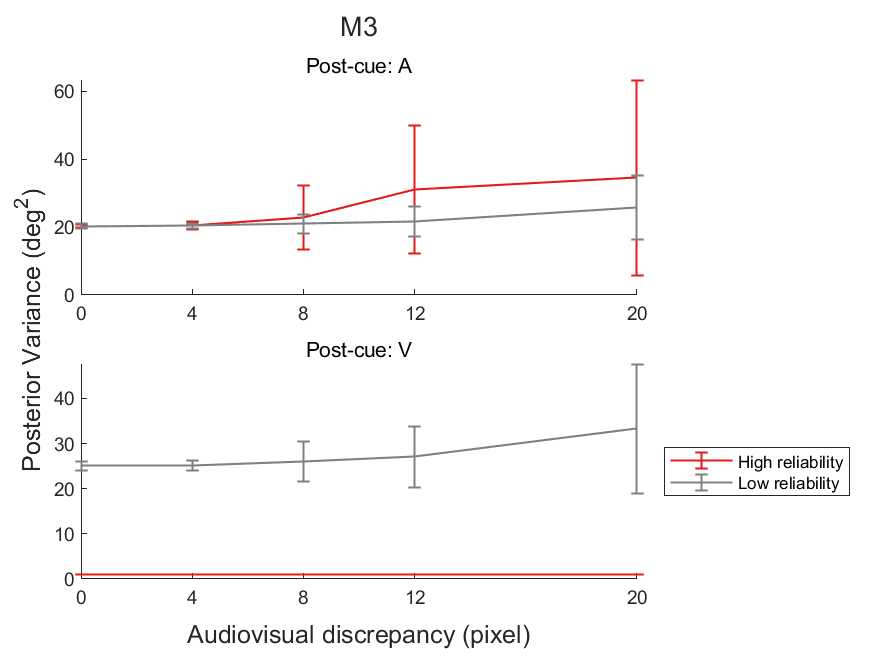 M3
Post-cue: A
60
40
20
0
0 4 8 12 20
Posterior Variance (deg²)
Post-cue: V
40
30
20
10
0
0 4 8 12 20
High reliability
Low reliability
Audiovisual discrepancy (pixel)